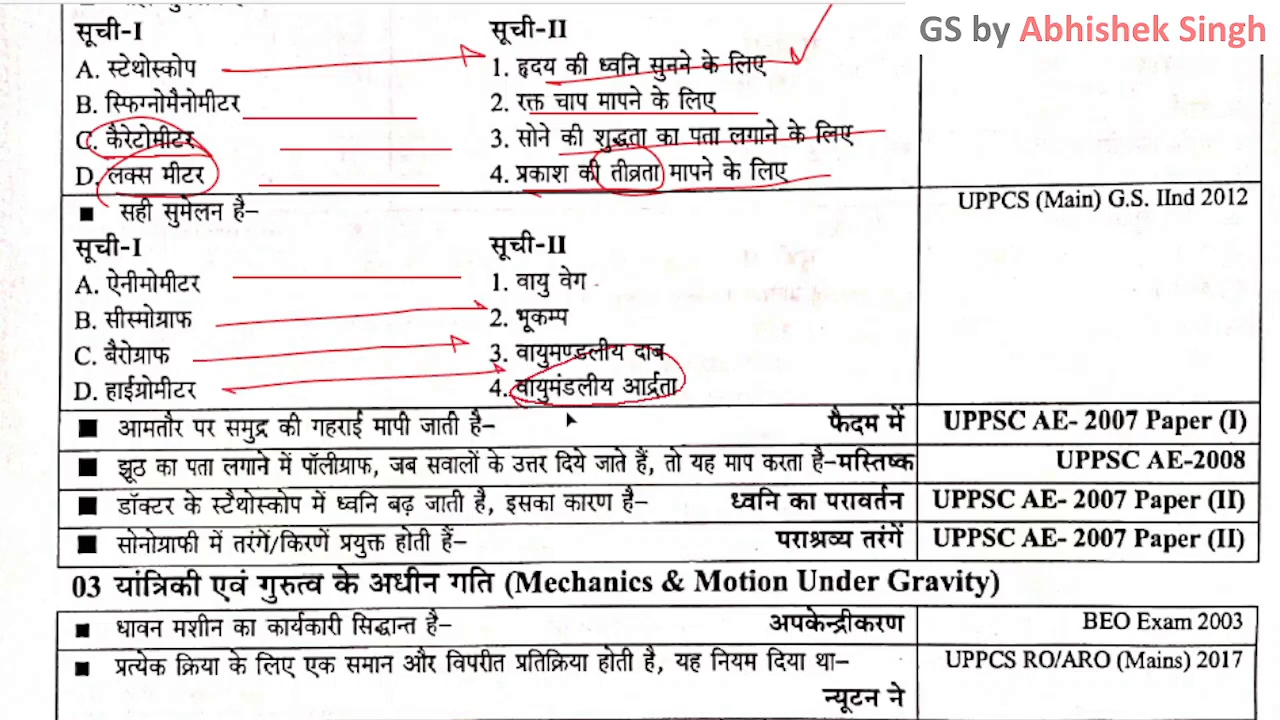 GS by Abhishek Singh
सूची-I सूची-II
A. स्टेथोस्कोप 1. हृदय की ध्वनि सुनने के लिए
B. स्फिग्नोमैनोमीटर 2. रक्त चाप मापने के लिए
C. कैरेटोमीटर 3. सोने की शुद्धता का पता लगाने के लिए
D. लक्स मीटर 4. प्रकाश की तीव्रता मापने के लिए
■ सही सुमेलन है– UPPCS (Main) G.S. IInd 2012
सूची-I सूची-II
A. ऐनीमोमीटर 1. वायु वेग
B. सीस्मोग्राफ 2. भूकम्प
C. बैरोग्राफ 3. वायुमण्डलीय दाब
D. हाईग्रोमीटर 4. वायुमंडलीय आर्द्रता
■ आमतौर पर समुद्र की गहराई मापी जाती है– फैदम में UPPSC AE- 2007 Paper (I)
■ झूठ का पता लगाने में पॉलीग्राफ, जब सवालों के उत्तर दिये जाते हैं, तो यह माप करता है–मस्तिष्क UPPSC AE-2008
■ डॉक्टर के स्टैथोस्कोप में ध्वनि बढ़ जाती है, इसका कारण है– ध्वनि का परावर्तन UPPSC AE- 2007 Paper (II)
■ सोनोग्राफी में तरंगें/किरणें प्रयुक्त होती हैं– पराश्रव्य तरंगें UPPSC AE- 2007 Paper (II)
03 यांत्रिकी एवं गुरुत्व के अधीन गति (Mechanics & Motion Under Gravity)
■ धावन मशीन का कार्यकारी सिद्धान्त है– अपकेन्द्रीकरण BEO Exam 2003
■ प्रत्येक क्रिया के लिए एक समान और विपरीत प्रतिक्रिया होती है, यह नियम दिया था– UPPCS RO/ARO (Mains) 2017
न्यूटन ने